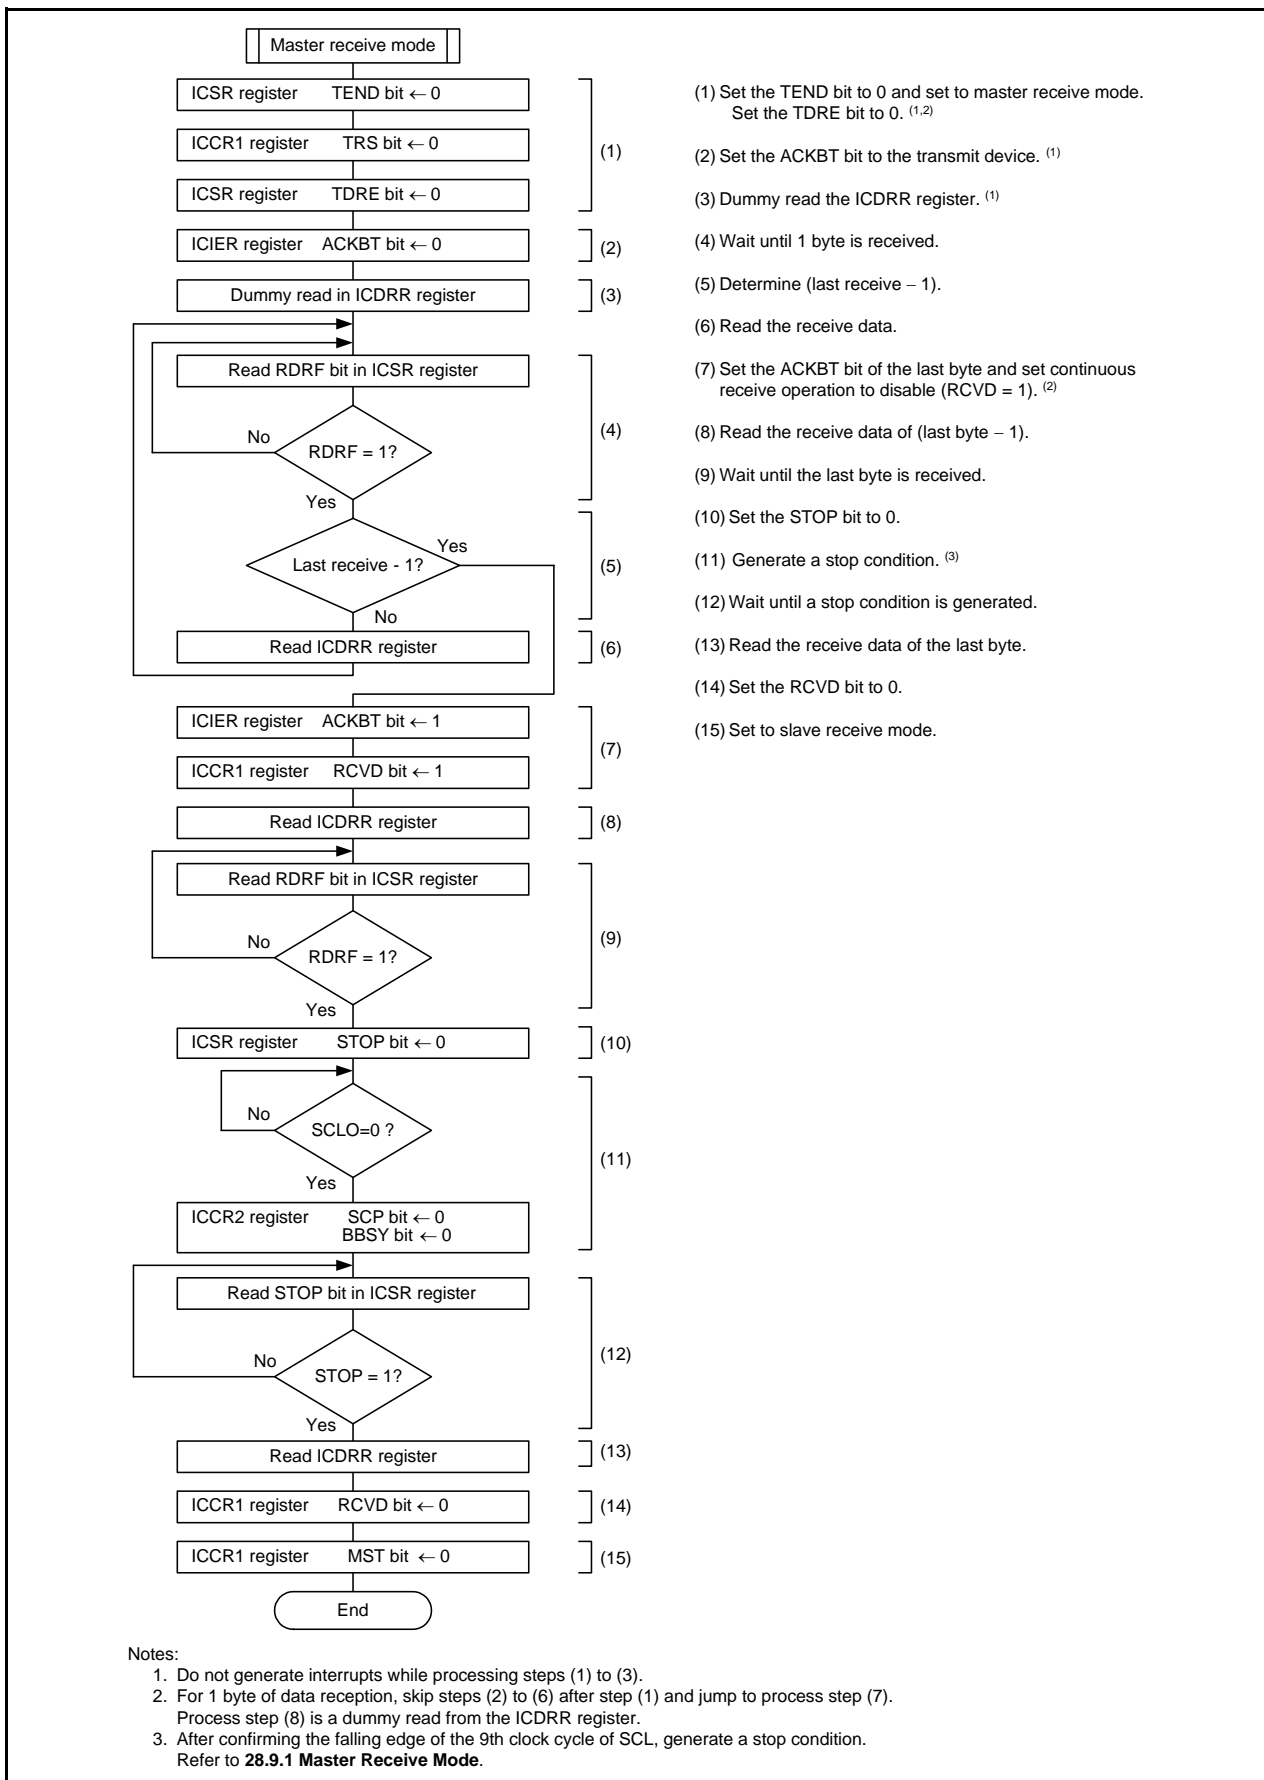 Master receive mode
ICSR register TEND bit ← 0
ICCR1 register TRS bit ← 0
(1)
ICSR register TDRE bit ← 0
ICIER register ACKBT bit ← 0
(2)
Dummy read in ICDRR register
(3)
Read RDRF bit in ICSR register
No
RDRF = 1?
(4)
Yes
Yes
Last receive - 1?
(5)
No
Read ICDRR register
(6)
ICIER register ACKBT bit ← 1
(7)
ICCR1 register RCVD bit ← 1
Read ICDRR register
(8)
Read RDRF bit in ICSR register
No
RDRF = 1?
(9)
Yes
ICSR register STOP bit ← 0
(10)
No
SCLO=0 ?
(11)
Yes
ICCR2 register SCP bit ← 0
BBSY bit ← 0
Read STOP bit in ICSR register
No
STOP = 1?
(12)
Yes
Read ICDRR register
(13)
ICCR1 register RCVD bit ← 0
(14)
ICCR1 register MST bit ← 0
(15)
End
(1) Set the TEND bit to 0 and set to master receive mode.
Set the TDRE bit to 0. (1,2)
(2) Set the ACKBT bit to the transmit device. (1)
(3) Dummy read the ICDRR register. (1)
(4) Wait until 1 byte is received.
(5) Determine (last receive − 1).
(6) Read the receive data.
(7) Set the ACKBT bit of the last byte and set continuous
receive operation to disable (RCVD = 1). (2)
(8) Read the receive data of (last byte − 1).
(9) Wait until the last byte is received.
(10) Set the STOP bit to 0.
(11) Generate a stop condition. (3)
(12) Wait until a stop condition is generated.
(13) Read the receive data of the last byte.
(14) Set the RCVD bit to 0.
(15) Set to slave receive mode.
Notes:
1. Do not generate interrupts while processing steps (1) to (3).
2. For 1 byte of data reception, skip steps (2) to (6) after step (1) and jump to process step (7).
Process step (8) is a dummy read from the ICDRR register.
3. After confirming the falling edge of the 9th clock cycle of SCL, generate a stop condition.
Refer to 28.9.1 Master Receive Mode.